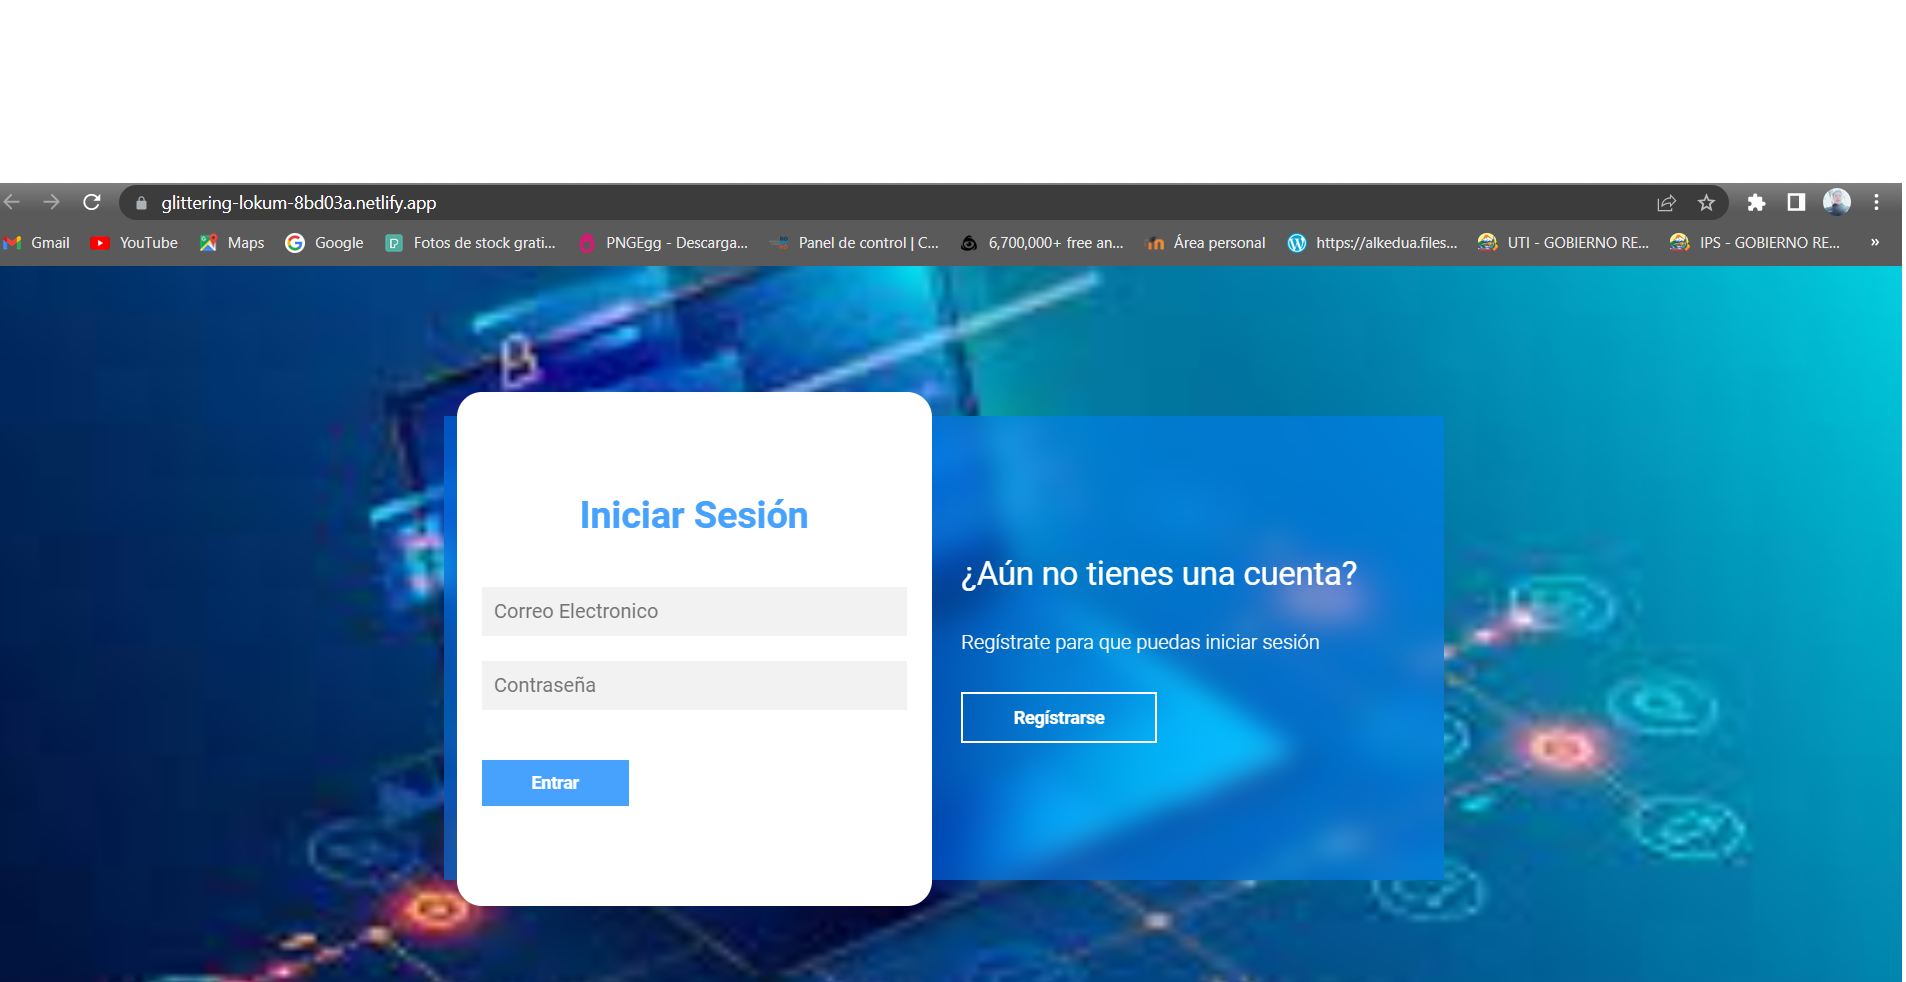 glittering-lokum-8bd03a.netlify.app
Gmail YouTube Maps Google Fotos de stock grati... PNGEgg - Descarga... Panel de control | C... 6,700,000+ free an... Área personal https://alkedua.files... UTI - GOBIERNO RE... IPS - GOBIERNO RE... »
B
Iniciar Sesión
Correo Electronico
Contraseña
Entrar
¿Aún no tienes una cuenta?
Regístrate para que puedas iniciar sesión
Regístrarse